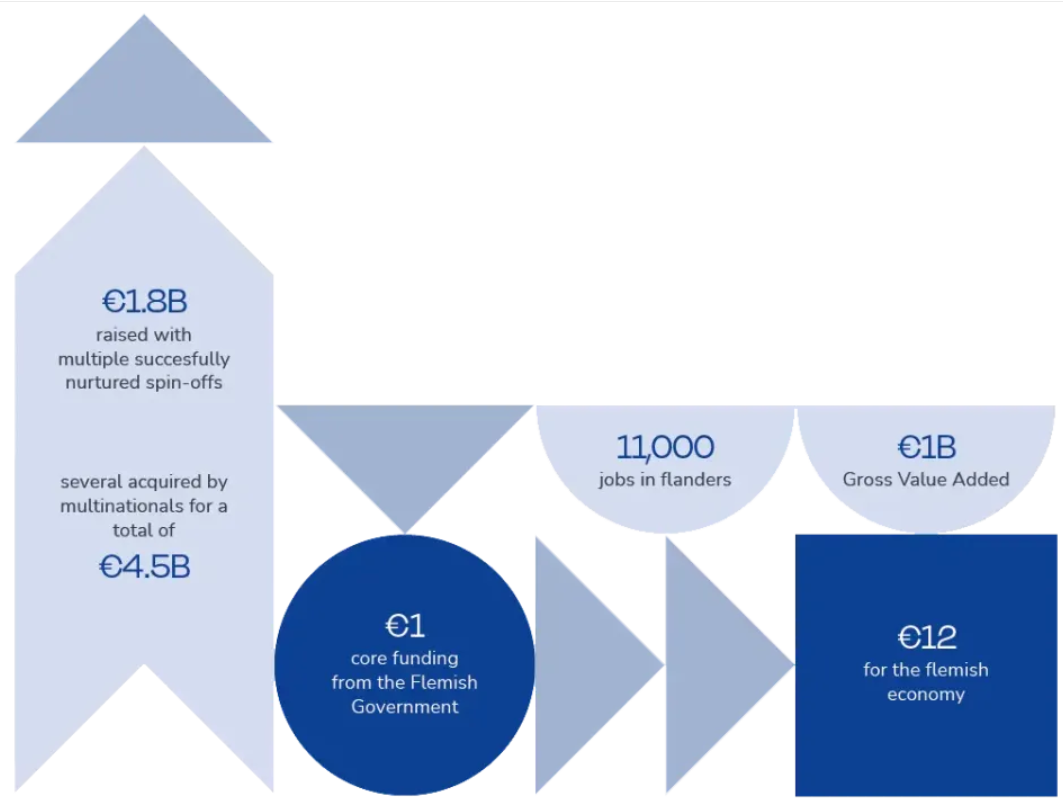 €1.8B
raised with
multiple succesfully
nurtured spin-offs
several acquired by
multinationals for a
total of
€4.5B
€1
core funding
from the Flemish
Government
11,000
jobs in flanders
€1B
Gross Value Added
€12
for the flemish
economy